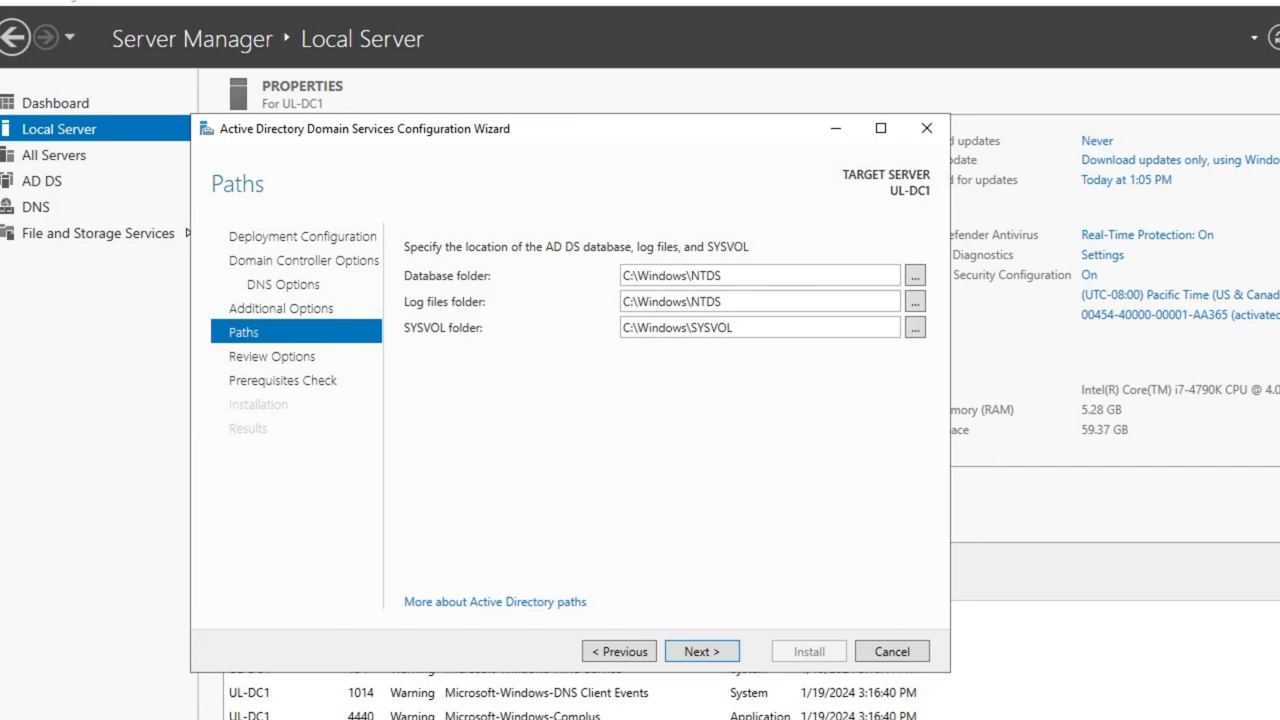 Server Manager ‣ Local Server
Dashboard
Local Server
All Servers
AD DS
DNS
File and Storage Services
PROPERTIES
For UL-DC1
Active Directory Domain Services Configuration Wizard
Paths
TARGET SERVER
UL-DC1
Deployment Configuration
Domain Controller Options
DNS Options
Additional Options
Paths
Review Options
Prerequisites Check
Installation
Results
Specify the location of the AD DS database, log files, and SYSVOL
Database folder: C:\Windows\NTDS ...
Log files folder: C:\Windows\NTDS ...
SYSVOL folder: C:\Windows\SYSVOL ...
More about Active Directory paths
< Previous Next > Install Cancel
d updates Never
pdate Download updates only, using Windo
d for updates Today at 1:05 PM
efender Antivirus Real-Time Protection: On
Diagnostics Settings
Security Configuration On
(UTC-08:00) Pacific Time (US & Canad
00454-40000-00001-AA365 (activated
Intel(R) Core(TM) i7-4790K CPU @ 4.0
mory (RAM) 5.28 GB
ace 59.37 GB
UL-DC1 1014 Warning Microsoft-Windows-DNS Client Events System 1/19/2024 3:16:40 PM
UL-DC1 4440 Warning Microsoft-Windows-Complus Application 1/19/2024 3:16:40 PM